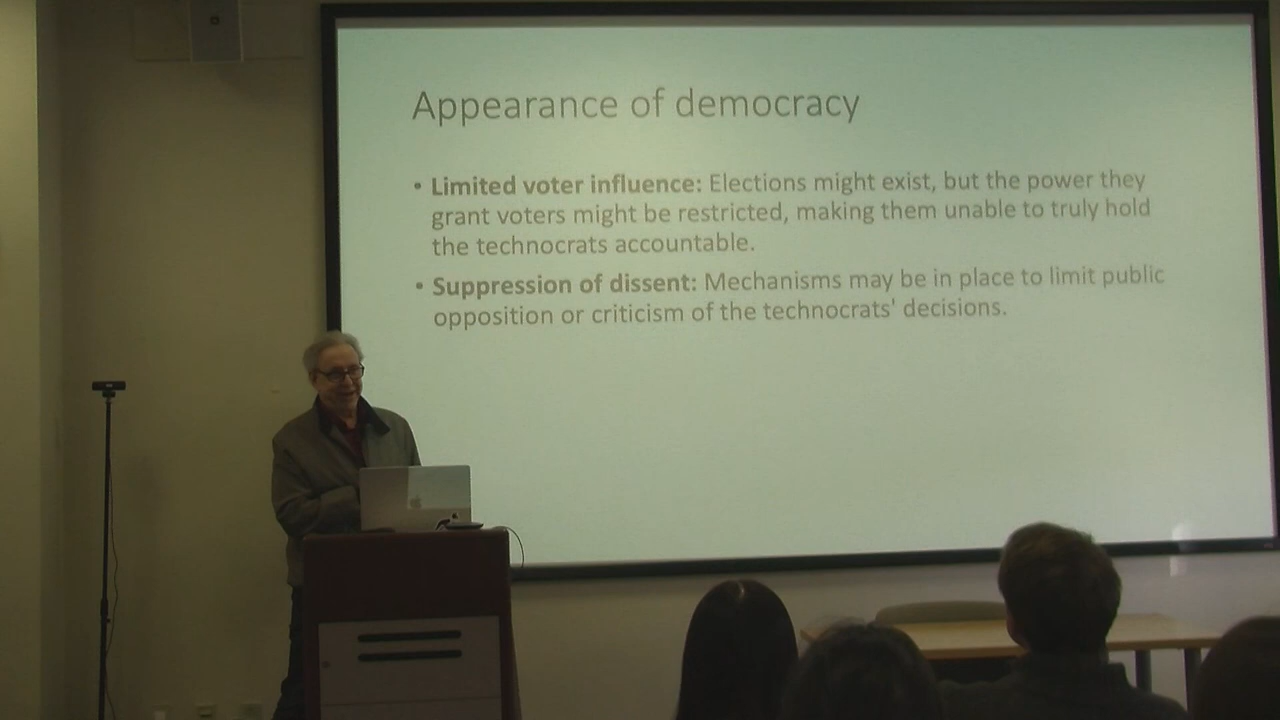 Appearance of democracy
• Limited voter influence: Elections might exist, but the power they
grant voters might be restricted, making them unable to truly hold
the technocrats accountable.
• Suppression of dissent: Mechanisms may be in place to limit public
opposition or criticism of the technocrats' decisions.